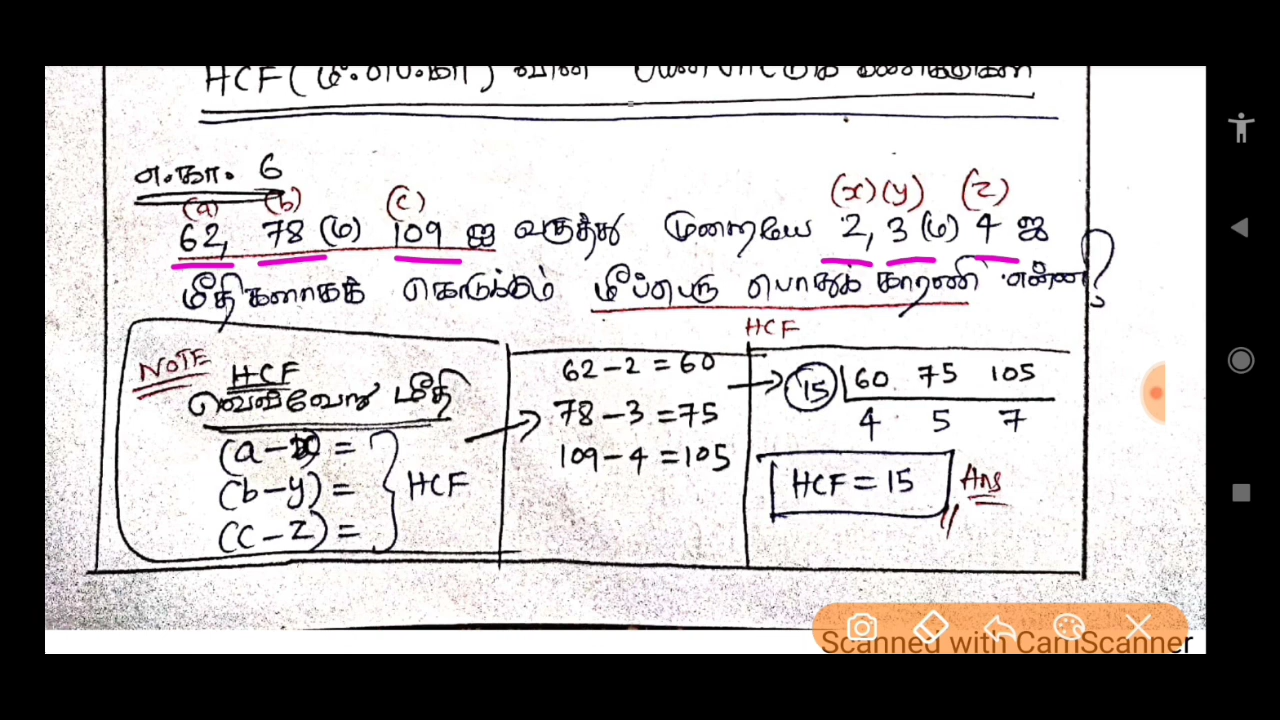 HCF (மீ.பொ.கா) வின் பயன்பாட்டுக் கணக்குகள்
எ.கா. 6
(a) (b) (c) (x) (y) (z)
62, 78 (ம) 109 ஐ வகுத்து முறையே 2, 3 (ம) 4 ஐ
மீதிகளாகக் கொடுக்கும் மீப்பெரு பொதுக் காரணி என்ன?
HCF
NOTE
HCF
வெவ்வேறு மீதி
(a-x) =
(b-y) = HCF
(c-z) =
62-2 = 60
78-3 = 75
109-4 = 105
15 60 75 105
4 5 7
HCF = 15 Ans
Scanned with CamScanner